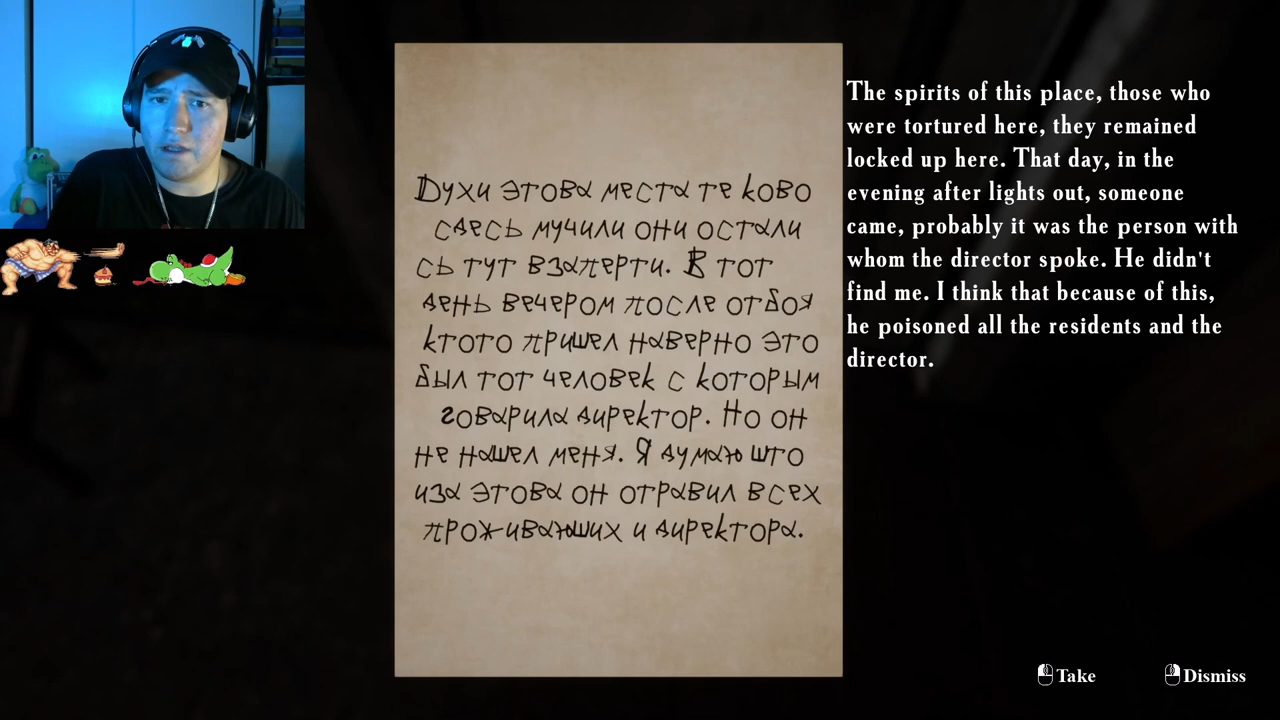 Духи этова места те ково
сдесь мучили они остали
сь тут взаперти. В тот
день вечером после отбоя
ктото пришел наверно это
был тот человек с которым
говарила директор. Но он
не нашел меня. Я думаю што
иза этова он отравил всех
проживаюших и директора.
The spirits of this place, those who
were tortured here, they remained
locked up here. That day, in the
evening after lights out, someone
came, probably it was the person with
whom the director spoke. He didn't
find me. I think that because of this,
he poisoned all the residents and the
director.
Take
Dismiss